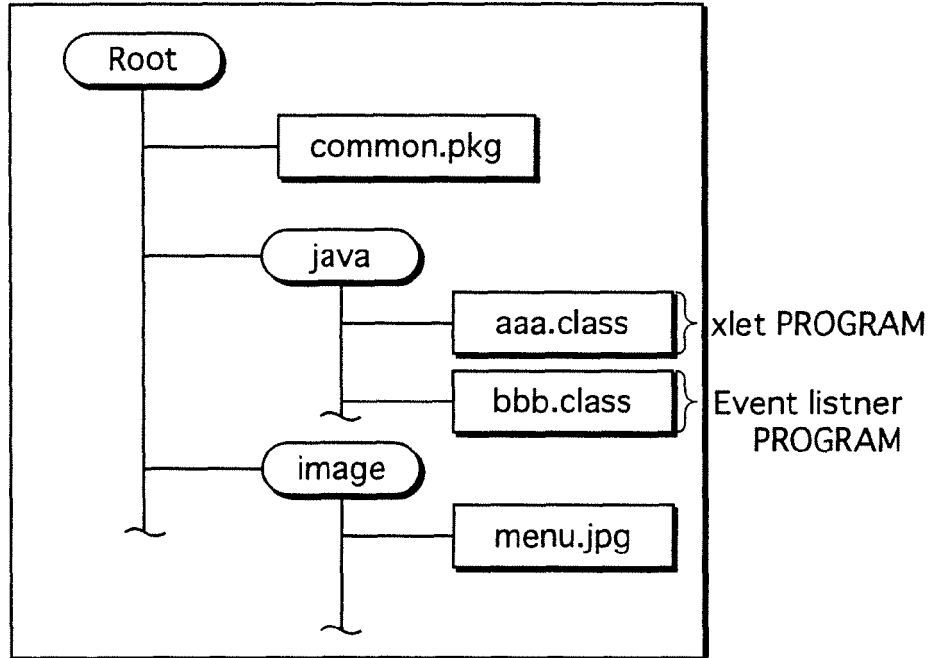 Root
common.pkg
java
aaa.class
xlet PROGRAM
bbb.class
Event listner
PROGRAM
image
menu.jpg